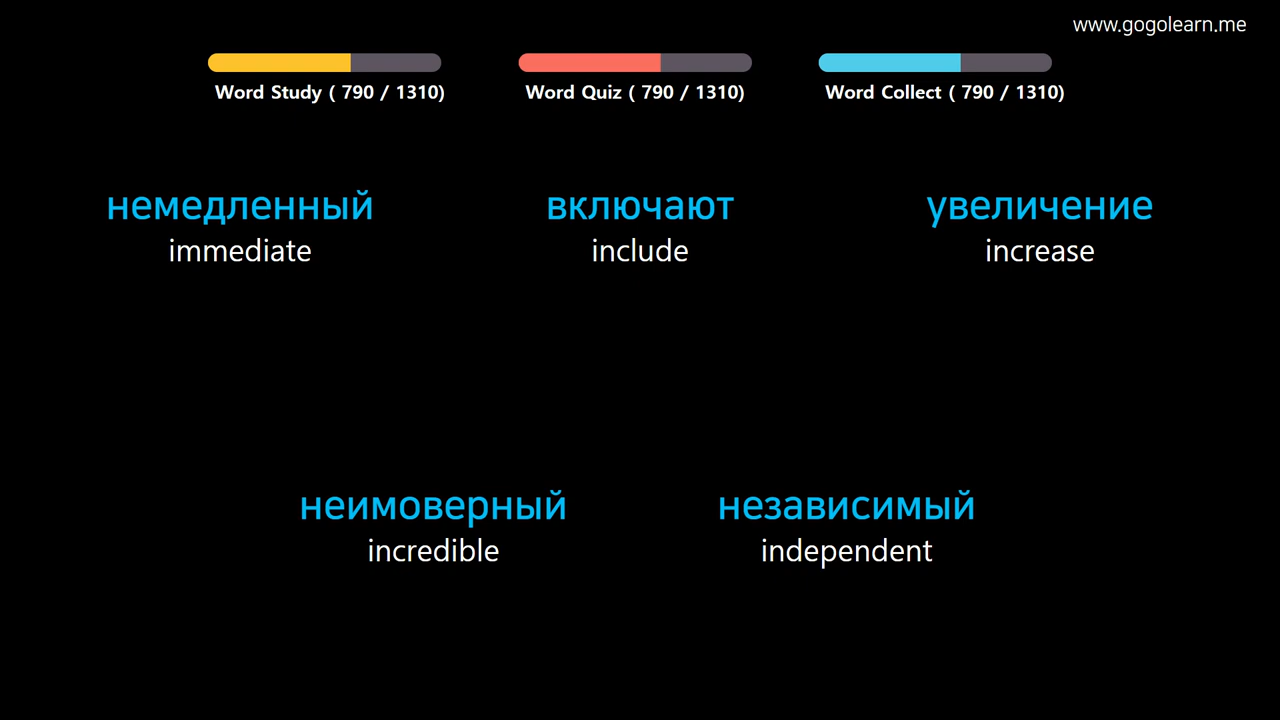 www.gogolearn.me
Word Study ( 790 / 1310)
Word Quiz ( 790 / 1310)
Word Collect ( 790 / 1310)
немедленный
immediate
включают
include
увеличение
increase
неимоверный
incredible
независимый
independent